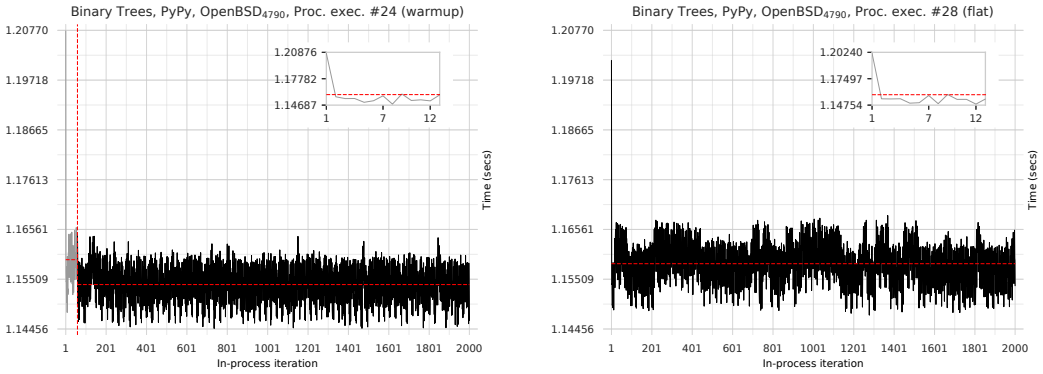 Binary Trees, PyPy, OpenBSD4790, Proc. exec. #24 (warmup)
1.20770
1.19718
1.18665
1.17613
1.16561
1.15509
1.14456
1.20876
1.17782
1.14687
1 7 12
Time (secs)
1 201 401 601 801 1001 1201 1401 1601 1801 2000
In-process iteration
Binary Trees, PyPy, OpenBSD4790, Proc. exec. #28 (flat)
1.20770
1.19718
1.18665
1.17613
1.16561
1.15509
1.14456
1.20240
1.17497
1.14754
1 7 12
Time (secs)
1 201 401 601 801 1001 1201 1401 1601 1801 2000
In-process iteration